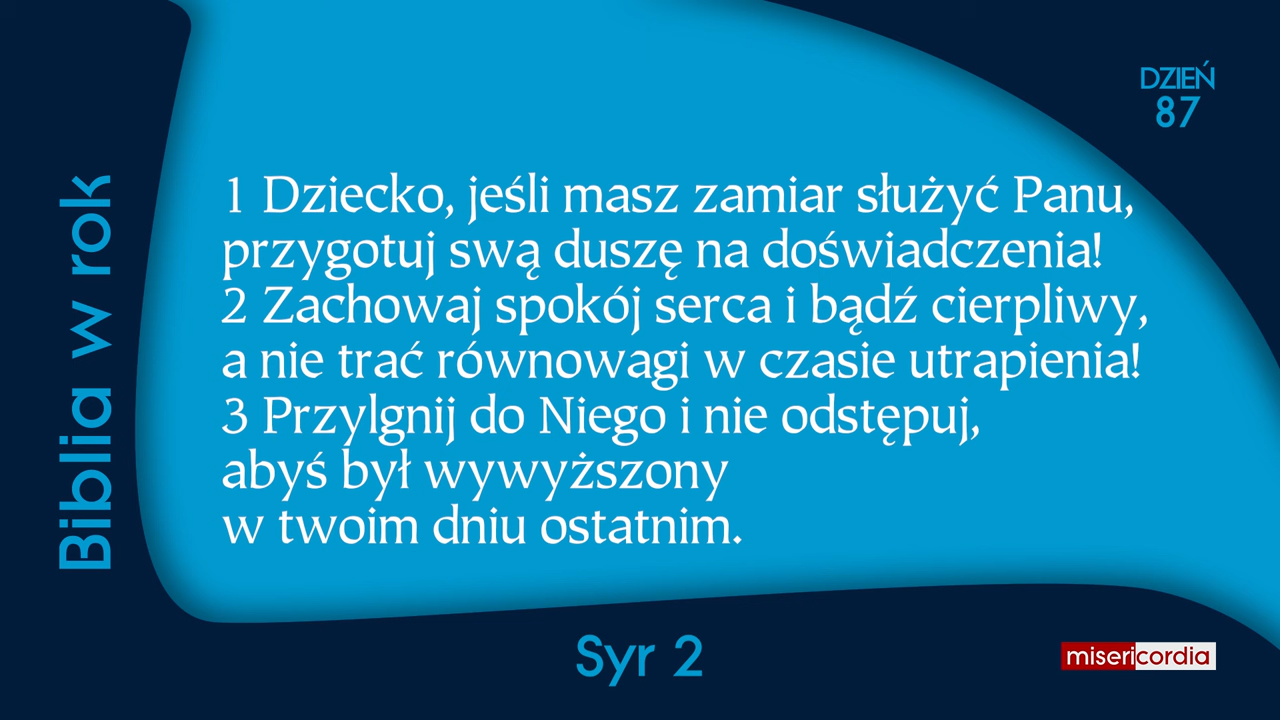 DZIEŃ
87
Biblia w rok
1 Dziecko, jeśli masz zamiar służyć Panu,
przygotuj swą duszę na doświadczenia!
2 Zachowaj spokój serca i bądź cierpliwy,
a nie trać równowagi w czasie utrapienia!
3 Przylgnij do Niego i nie odstępuj,
abyś był wywyższony
w twoim dniu ostatnim.
Syr 2
misericordia